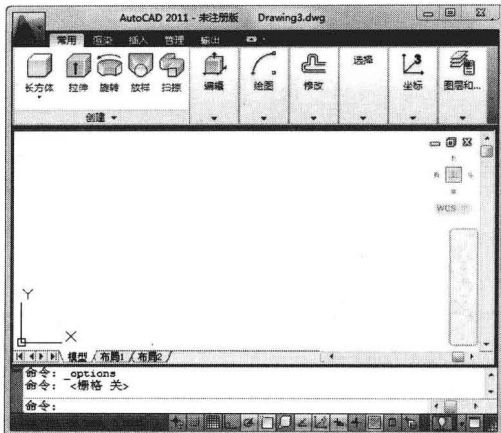 AutoCAD 2011 - 未注册版 Drawing3.dwg
常用 渲染 插入 管理 输出
长方体 拉伸 旋转 放样 扫掠 编辑 绘图 修改 选择 坐标 图层和...
创建
WCS
Y
X
模型 布局1 布局2
命令: _options
命令: <栅格 关>
命令: